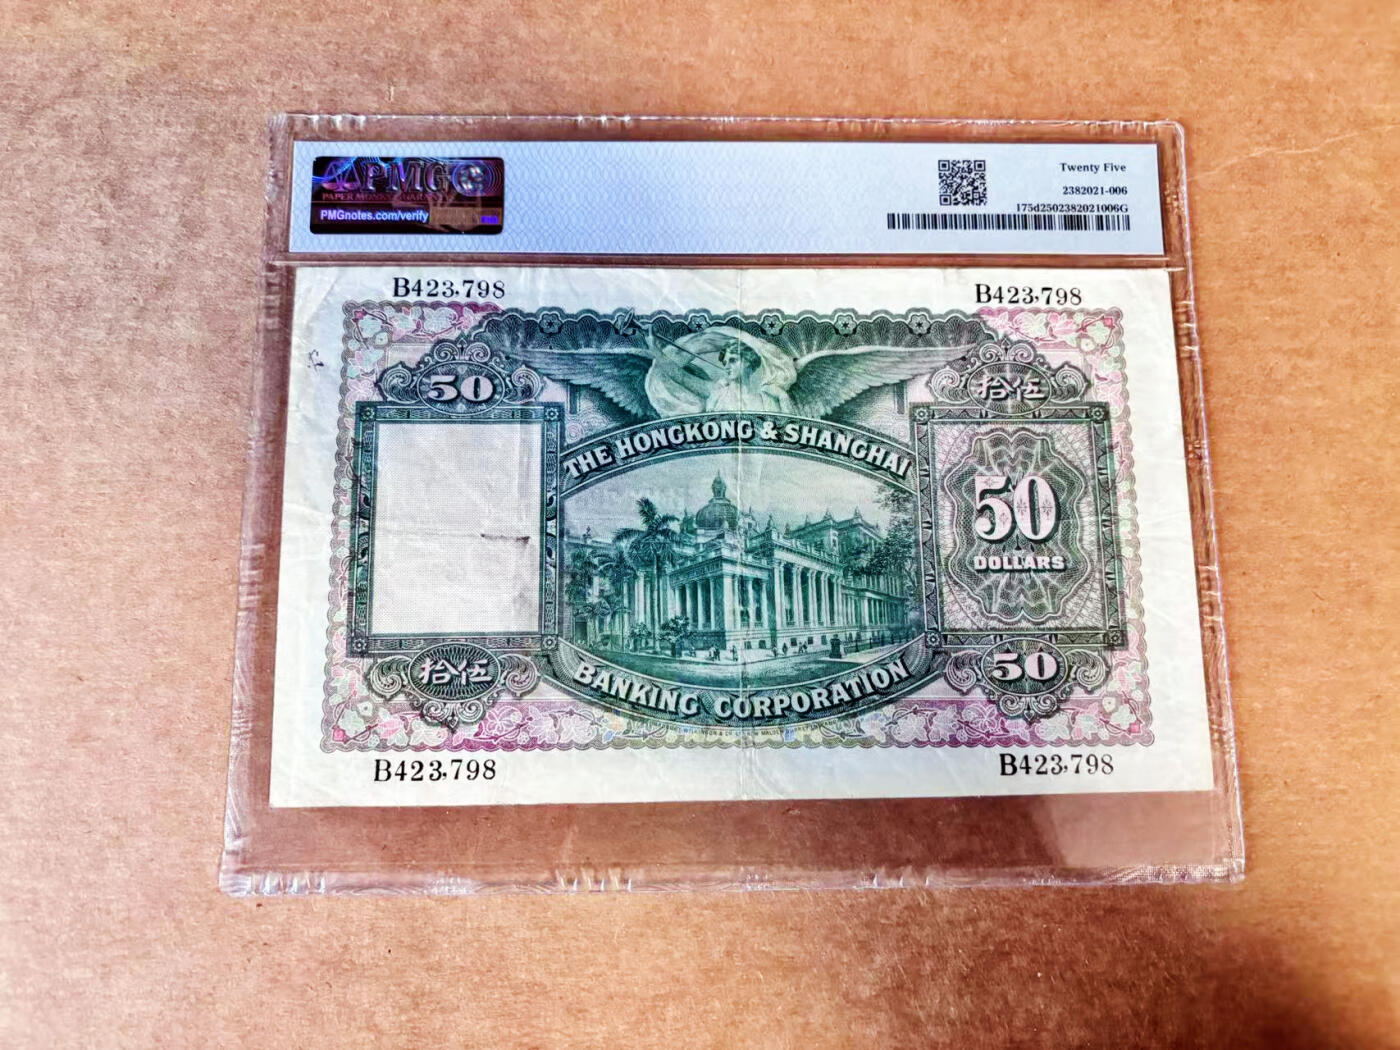 PMG
PAPER MONEY GUARANTY
PMGnotes.com/verify
Twenty Five
2382021-006
175d2502382021006G
B423,798
B423,798
50
拾伍
THE HONGKONG & SHANGHAI
50
DOLLARS
拾伍
50
BANKING CORPORATION
B423,798
B423,798